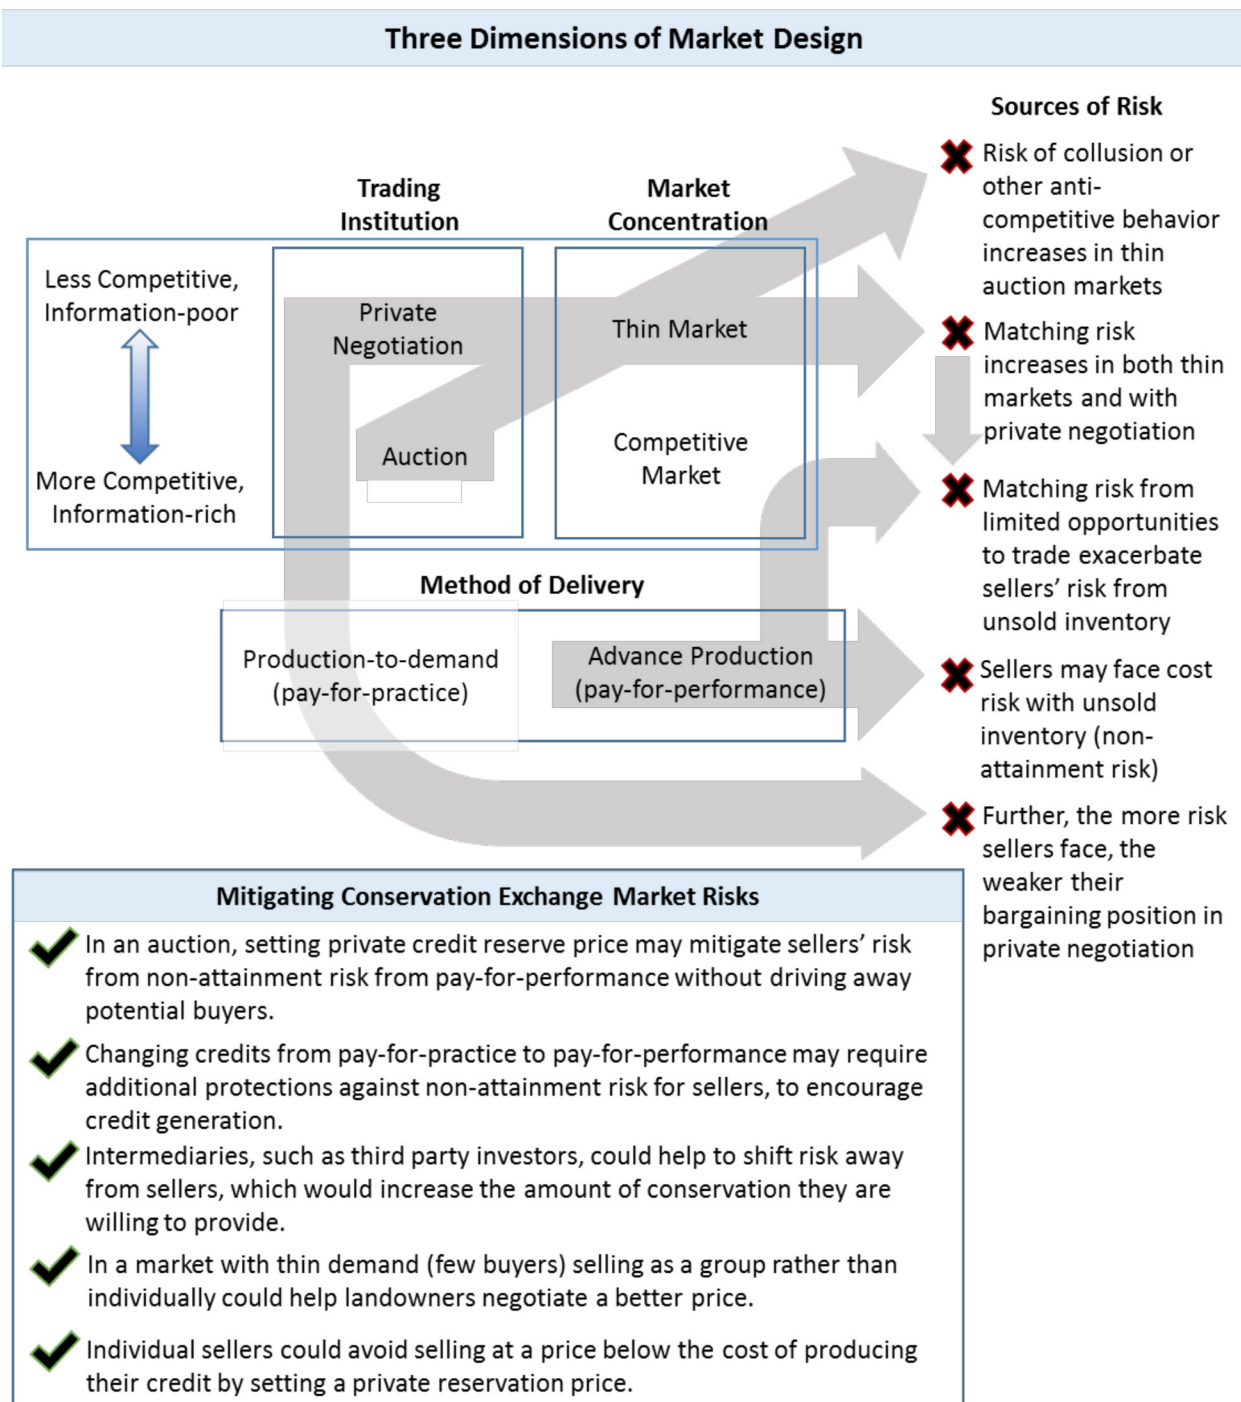 Three Dimensions of Market Design
Sources of Risk
Trading
Institution
Market
Concentration
Less Competitive,
Information-poor
More Competitive,
Information-rich
Private
Negotiation
Auction
Thin Market
Competitive
Market
Method of Delivery
Production-to-demand
(pay-for-practice)
Advance Production
(pay-for-performance)
Risk of collusion or
other anti-
competitive behavior
increases in thin
auction markets
Matching risk
increases in both thin
markets and with
private negotiation
Matching risk from
limited opportunities
to trade exacerbate
sellers’ risk from
unsold inventory
Sellers may face cost
risk with unsold
inventory (non-
attainment risk)
Further, the more risk
sellers face, the
weaker their
bargaining position in
private negotiation
Mitigating Conservation Exchange Market Risks
In an auction, setting private credit reserve price may mitigate sellers’ risk
from non-attainment risk from pay-for-performance without driving away
potential buyers.
Changing credits from pay-for-practice to pay-for-performance may require
additional protections against non-attainment risk for sellers, to encourage
credit generation.
Intermediaries, such as third party investors, could help to shift risk away
from sellers, which would increase the amount of conservation they are
willing to provide.
In a market with thin demand (few buyers) selling as a group rather than
individually could help landowners negotiate a better price.
Individual sellers could avoid selling at a price below the cost of producing
their credit by setting a private reservation price.